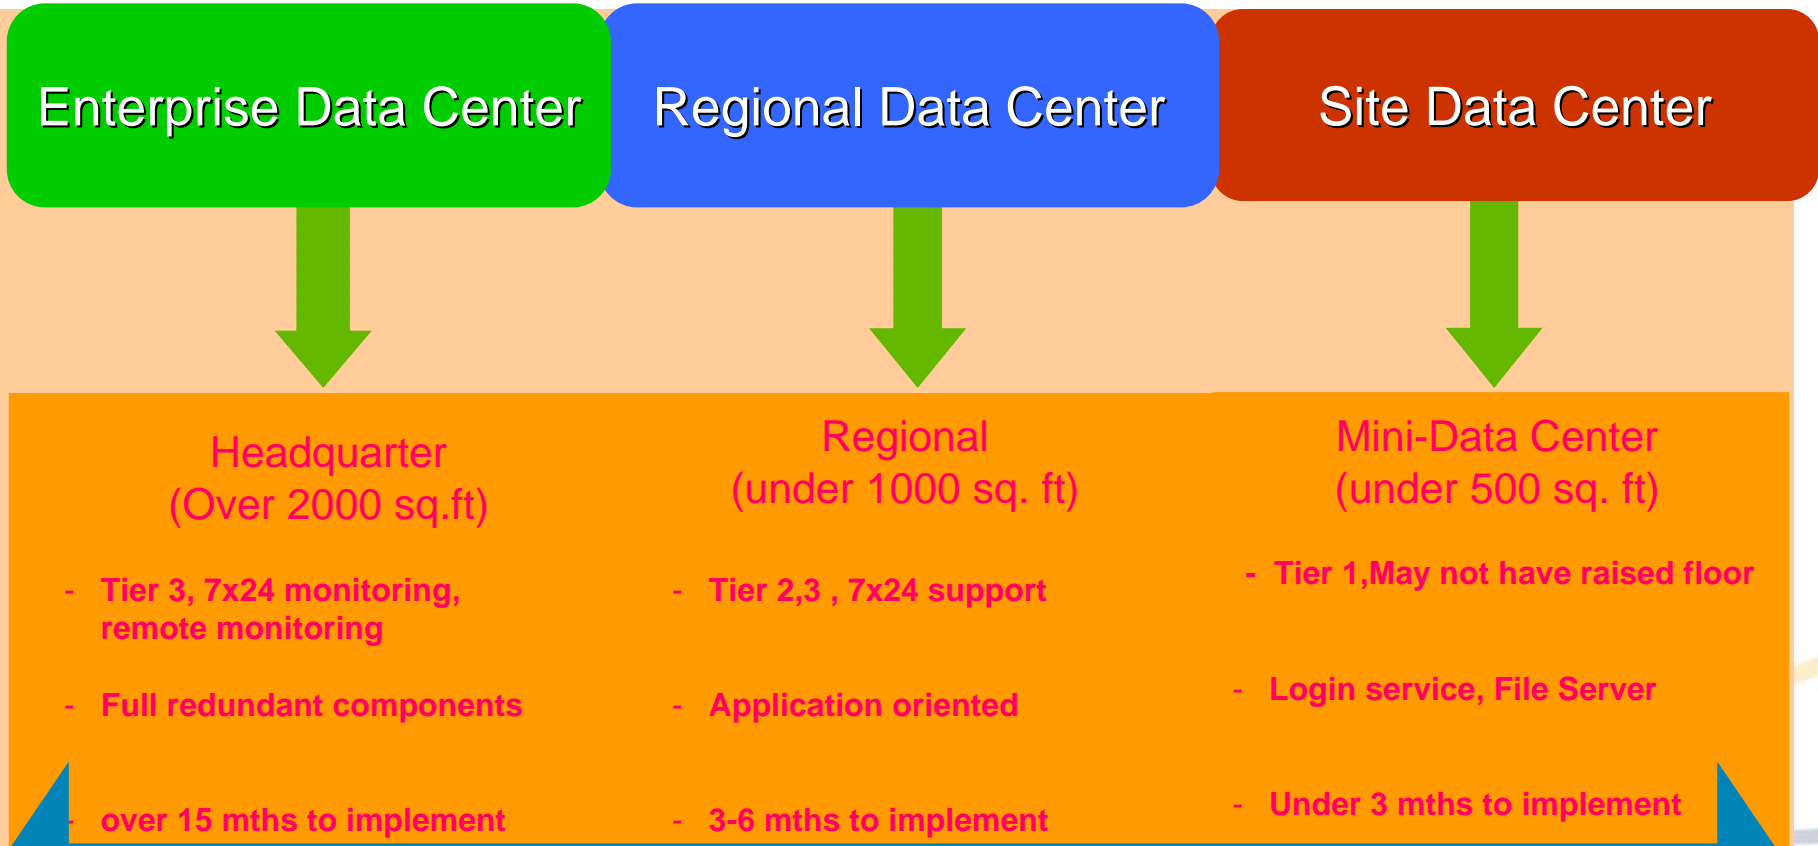 Enterprise Data Center
Regional Data Center
Site Data Center
Headquarter
(Over 2000 sq.ft)
- Tier 3, 7x24 monitoring,
remote monitoring
- Full redundant components
- over 15 mths to implement
Regional
(under 1000 sq. ft)
- Tier 2,3 , 7x24 support
- Application oriented
- 3-6 mths to implement
Mini-Data Center
(under 500 sq. ft)
- Tier 1,May not have raised floor
- Login service, File Server
- Under 3 mths to implement